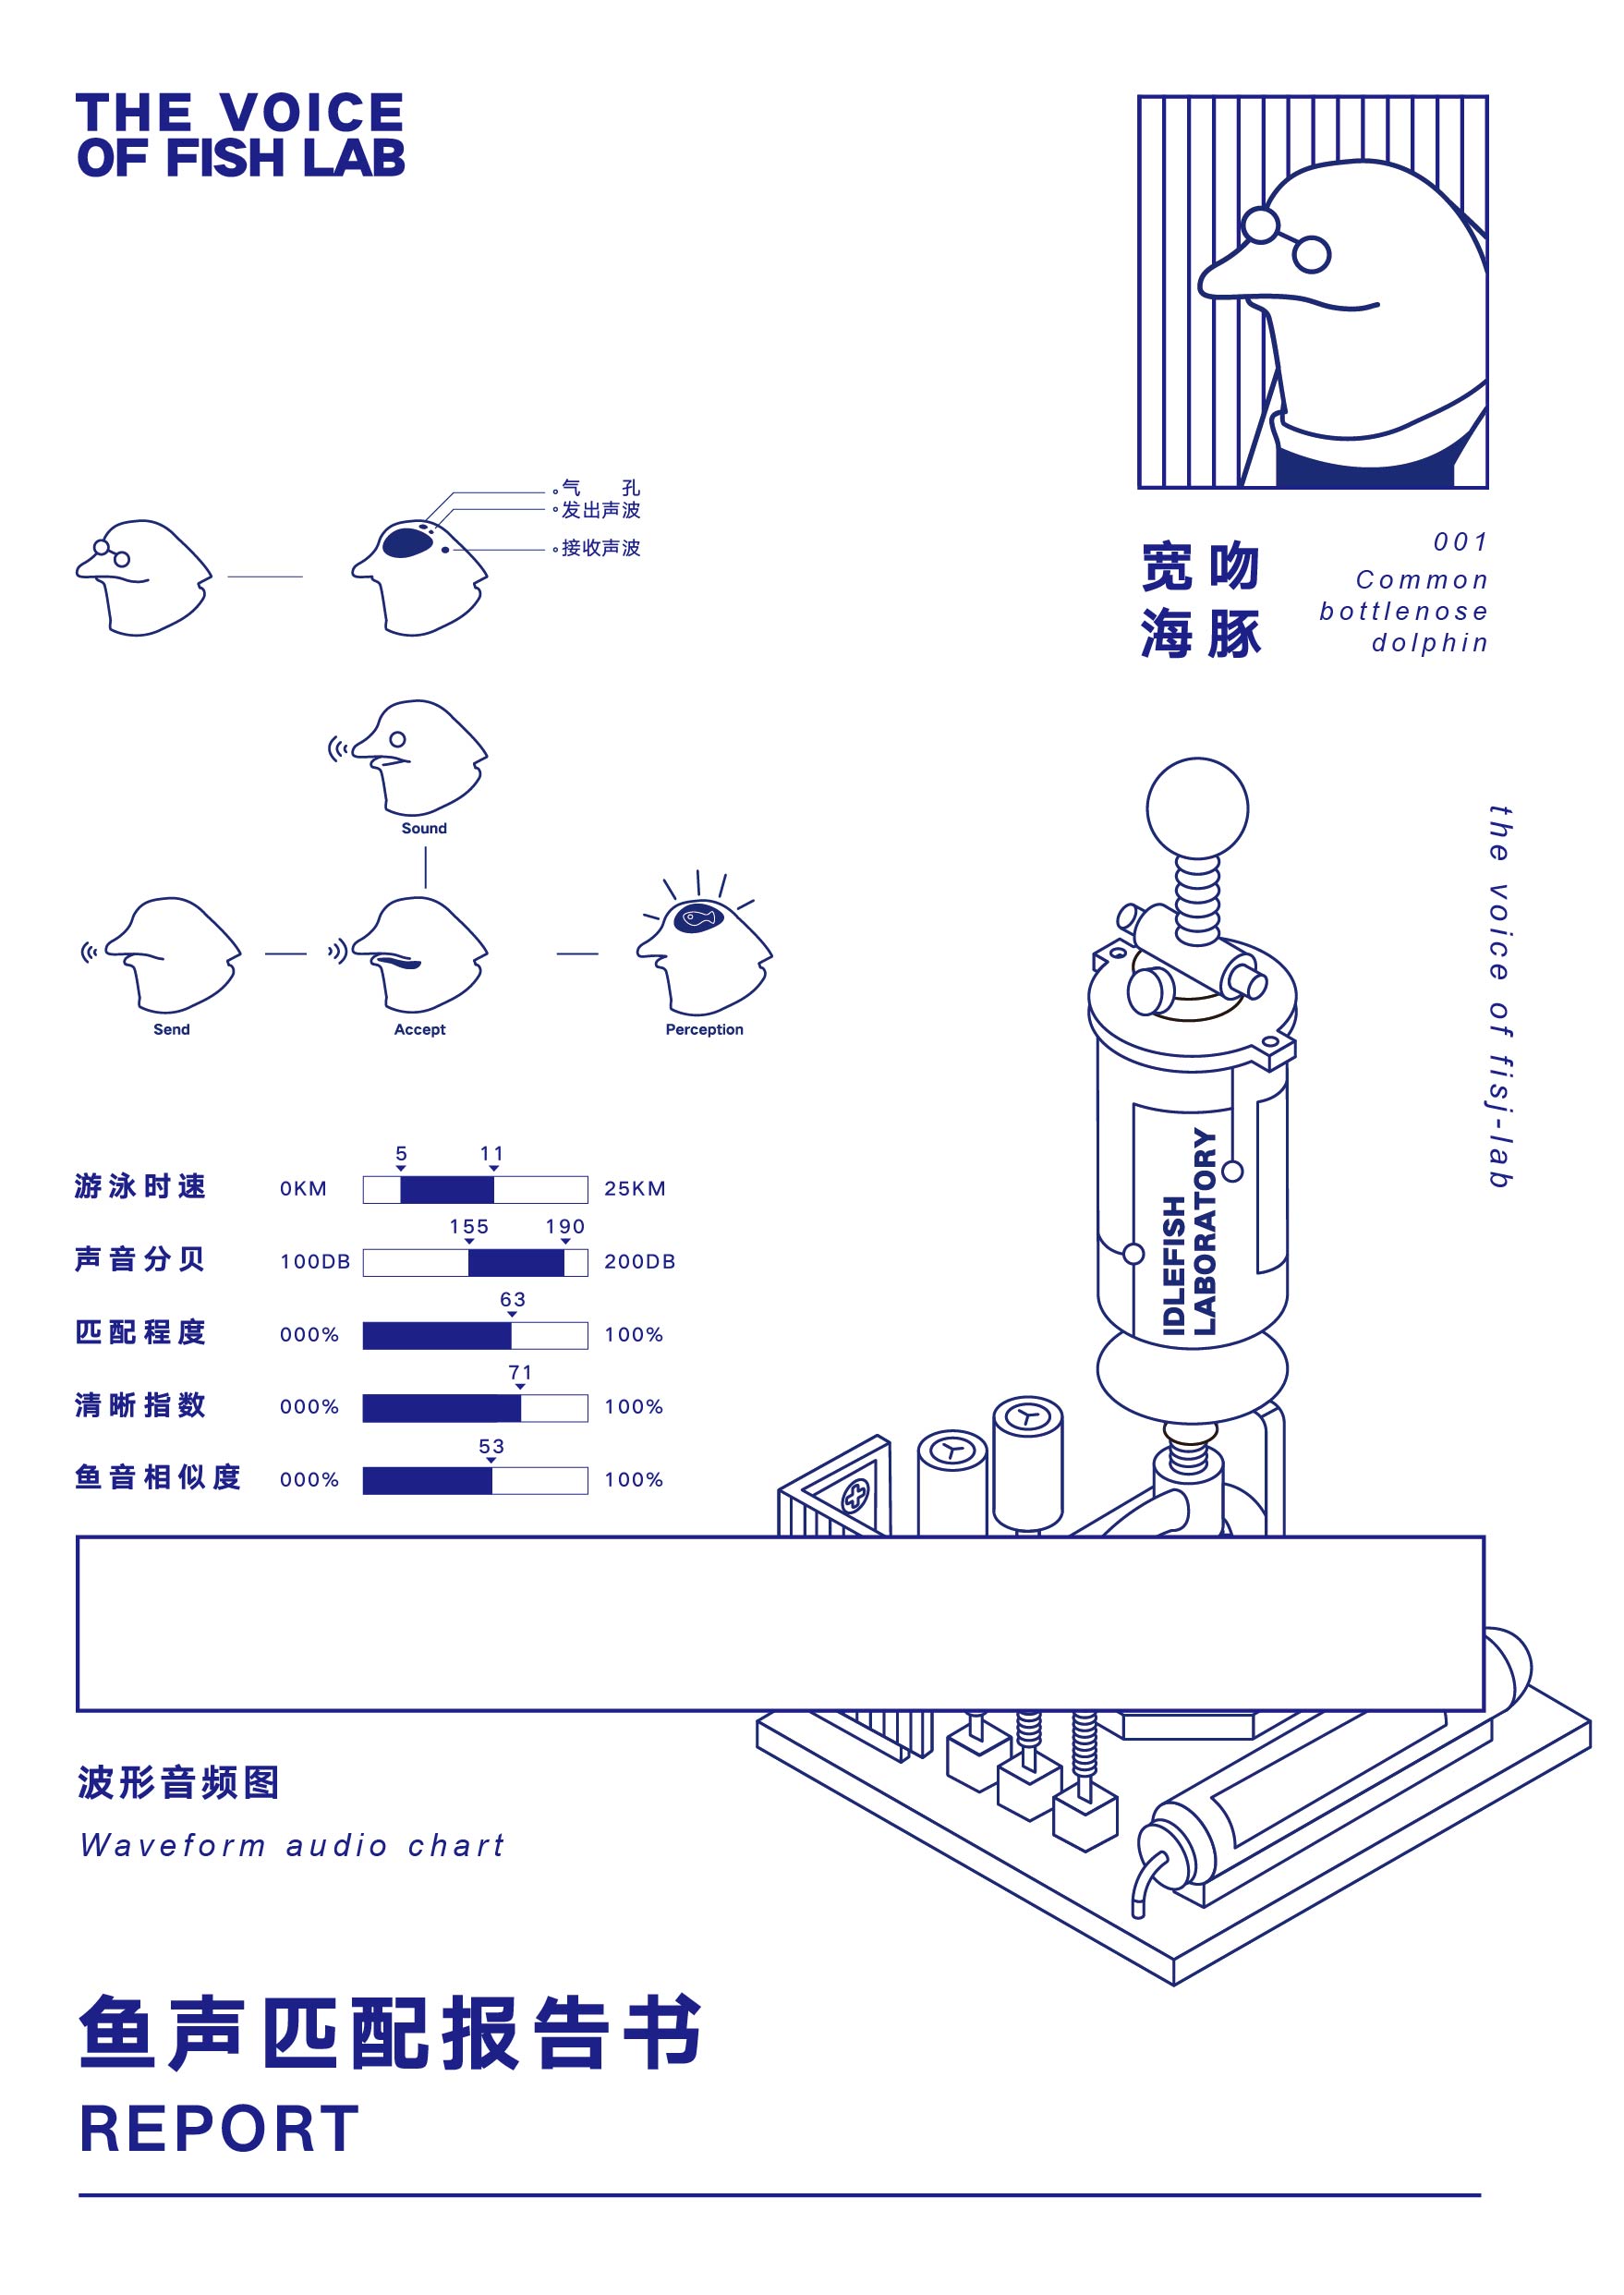 THE VOICE
OF FISH LAB
气 孔
发出声波
接收声波
宽吻
海豚
001
Common
bottlenose
dolphin
Sound
Send
Accept
Perception
the voice of fisj-lab
5 11
游泳时速 0KM 25KM
155 190
声音分贝 100DB 200DB
63
匹配程度 000% 100%
71
清晰指数 000% 100%
53
鱼音相似度 000% 100%
IDLEFISH
LABORATORY
波形音频图
Waveform audio chart
鱼声匹配报告书
REPORT